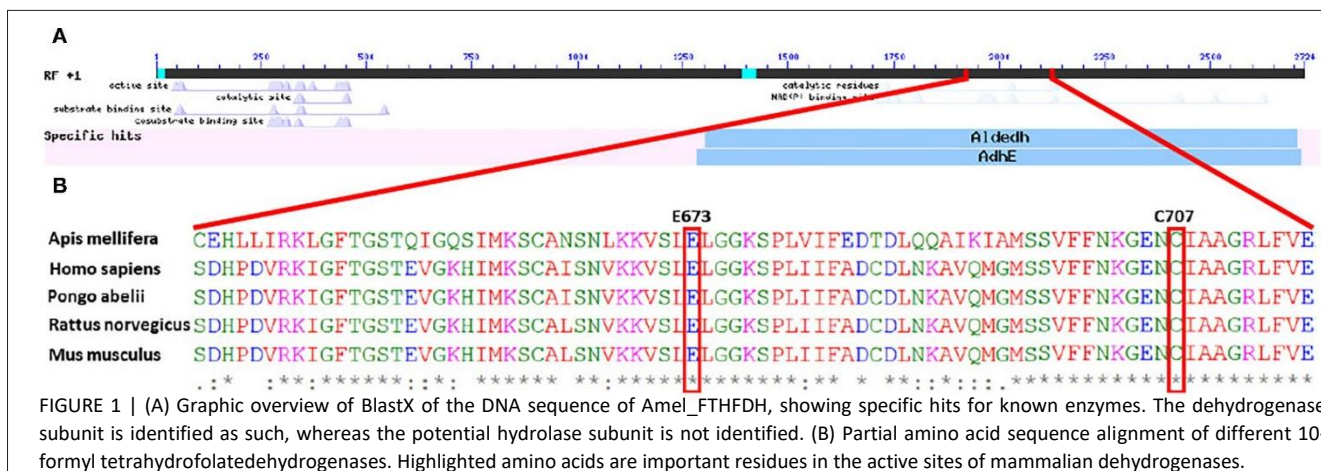 A
1 250 500 750 1000 1250 1500 1750 2000 2250 2500 2724
RF +1
active site
catalytic residues
catalytic site
NAD(P) binding site
substrate binding site
cosubstrate binding site
Specific hits
Aldedh
AdhE
B
E673 C707
Apis mellifera CEHLLIRKLGFTGSTQIGQSIMKSCANSNLKKVSLELGGKSPLVIFEDTDLQQAIKIAMSSVFFNKGENCIAAGRLFVE
Homo sapiens SDHPDVRKIGFTGSTEVGKHIMKSCAISNVKKVSLELGGKSPLIIFADCDLNKAVQMGMSSVFFNKGENCIAAGRLFVE
Pongo abelii SDHPDVRKIGFTGSTEVGKHIMKSCAISNVKKVSLELGGKSPLIIFADCDLNKAVQMGMSSVFFNKGENCIAAGRLFVE
Rattus norvegicus SDHPDVRKIGFTGSTEVGKHIMKSCALSNVKKVSLELGGKSPLIIFADCDLNKAVQMGMSSVFFNKGENCIAAGRLFVE
Mus musculus SDHPDVRKIGFTGSTEVGKHIMKSCALSNVKKVSLELGGKSPLIIFADCDLNKAVQMGMSSVFFNKGENCIAAGRLFVE
.:* :**:******::*: ****** **:*************:** * **::*:::.********************
FIGURE 1 | (A) Graphic overview of BlastX of the DNA sequence of Amel_FTHFDH, showing specific hits for known enzymes. The dehydrogenase
subunit is identified as such, whereas the potential hydrolase subunit is not identified. (B) Partial amino acid sequence alignment of different 10-
formyl tetrahydrofolatedehydrogenases. Highlighted amino acids are important residues in the active sites of mammalian dehydrogenases.